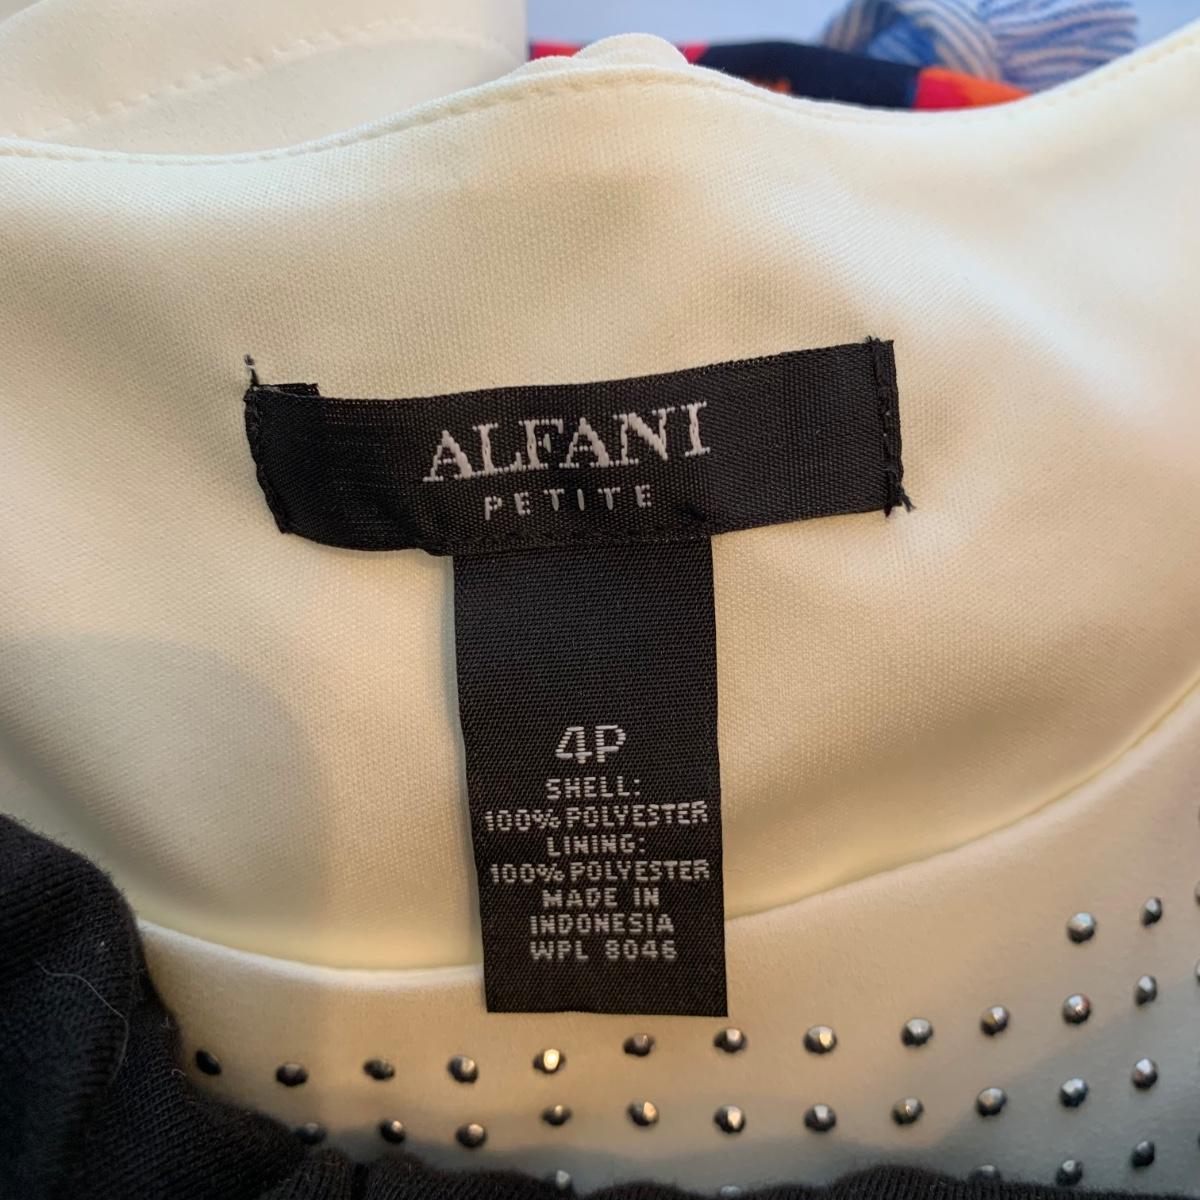 ALFANI
PETITE
4P
SHELL:
100% POLYESTER
LINING:
100% POLYESTER
MADE IN
INDONESIA
WPL 8046